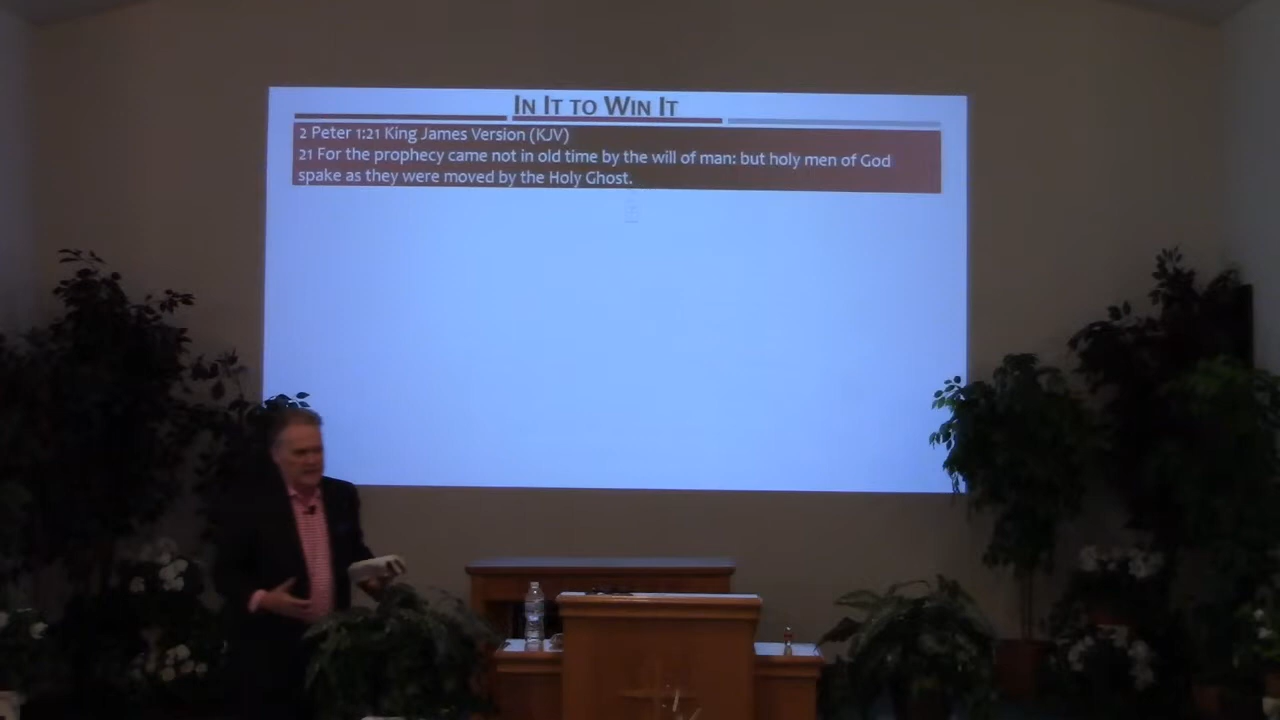 IN IT TO WIN IT
2 Peter 1:21 King James Version (KJV)
21 For the prophecy came not in old time by the will of man: but holy men of God
spake as they were moved by the Holy Ghost.